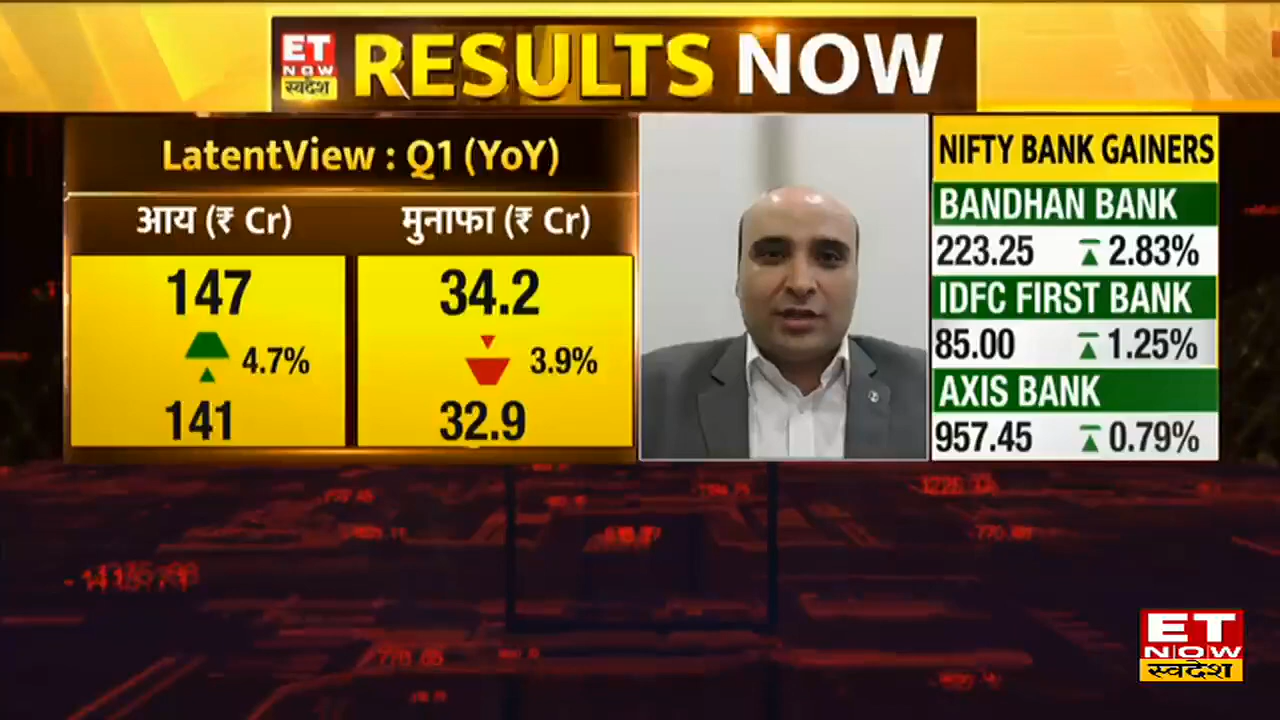 ET
NOW
स्वदेश
RESULTS NOW
LatentView : Q1 (YoY)
आय (₹ Cr)
मुनाफा (₹ Cr)
147
4.7%
141
34.2
3.9%
32.9
NIFTY BANK GAINERS
BANDHAN BANK
223.25 2.83%
IDFC FIRST BANK
85.00 1.25%
AXIS BANK
957.45 0.79%
ET
NOW
स्वदेश